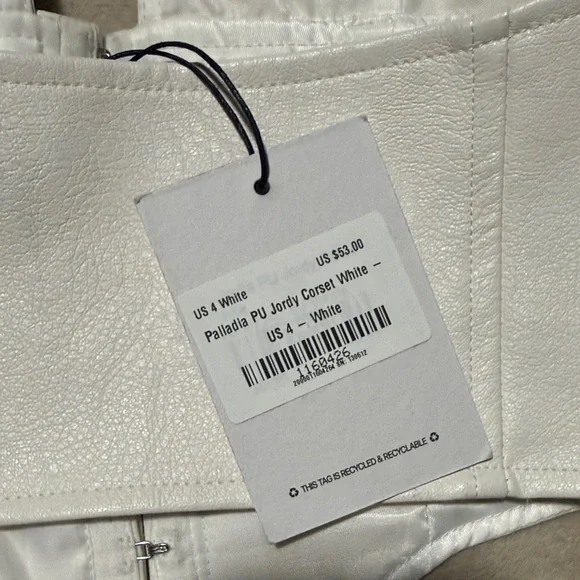 US 4 White US $53.00
Palladia PU Jordy Corset White –
US 4 – White
1160426
THIS TAG IS RECYCLED & RECYCLABLE